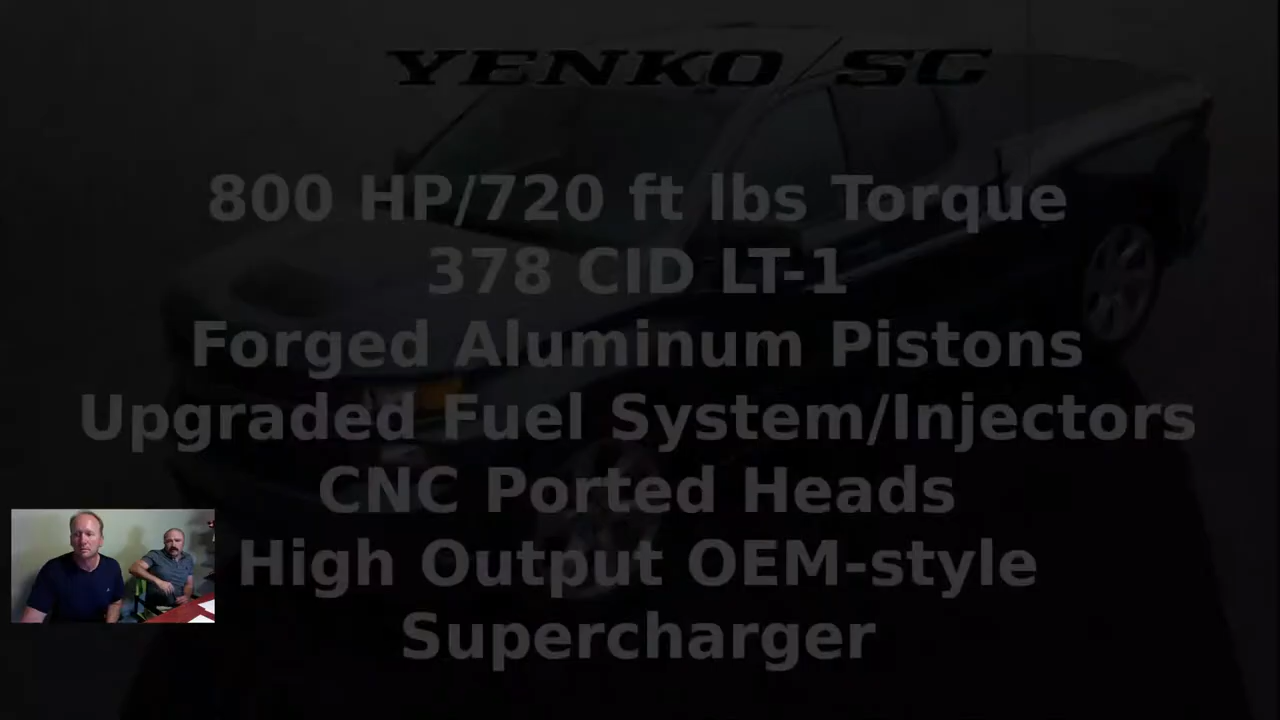 YENKO/SC
800 HP/720 ft lbs Torque
378 CID LT-1
Forged Aluminum Pistons
Upgraded Fuel System/Injectors
CNC Ported Heads
High Output OEM-style
Supercharger